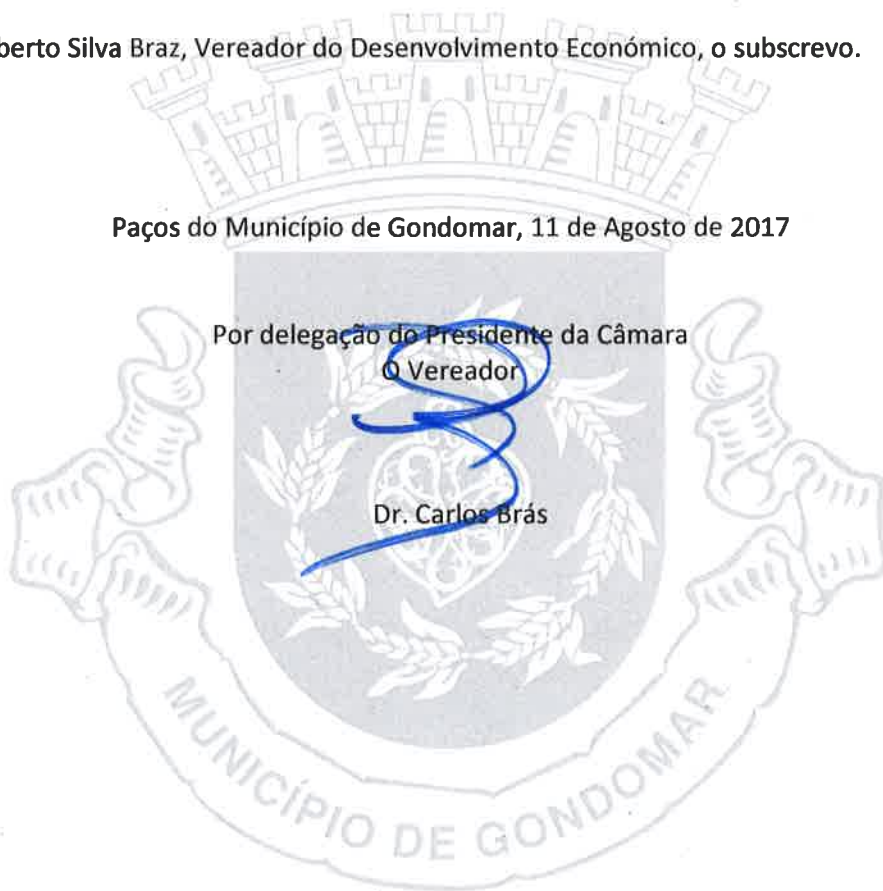 berto Silva Braz, Vereador do Desenvolvimento Económico, o subscrevo.
Paços do Município de Gondomar, 11 de Agosto de 2017
Por delegação do Presidente da Câmara
O Vereador
Dr. Carlos Brás
MUNICÍPIO DE GONDOMAR